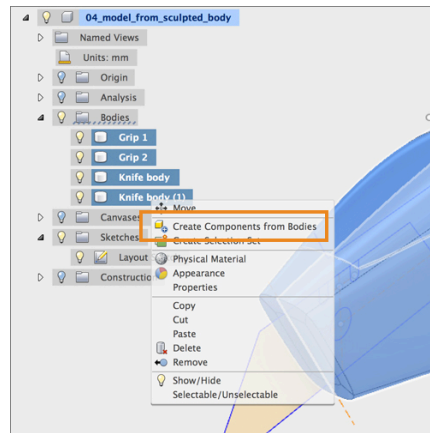 04_model_from_sculpted_body
Named Views
Units: mm
Origin
Analysis
Bodies
Grip 1
Grip 2
Knife body
Knife body (1)
Move
Canvases
Create Components from Bodies
Sketches
Create Selection Set
Layout
Physical Material
Constructio
Appearance
Properties
Copy
Cut
Paste
Delete
Remove
Show/Hide
Selectable/Unselectable